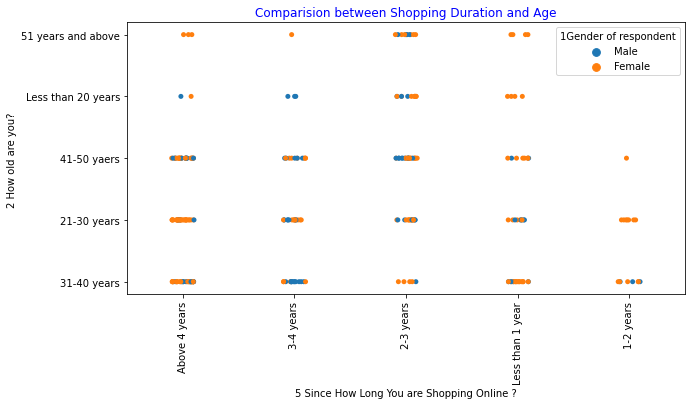 Comparision between Shopping Duration and Age
1Gender of respondent
Male
Female
2 How old are you?
51 years and above
Less than 20 years
41-50 yaers
21-30 years
31-40 years
Above 4 years
3-4 years
2-3 years
Less than 1 year
1-2 years
5 Since How Long You are Shopping Online ?